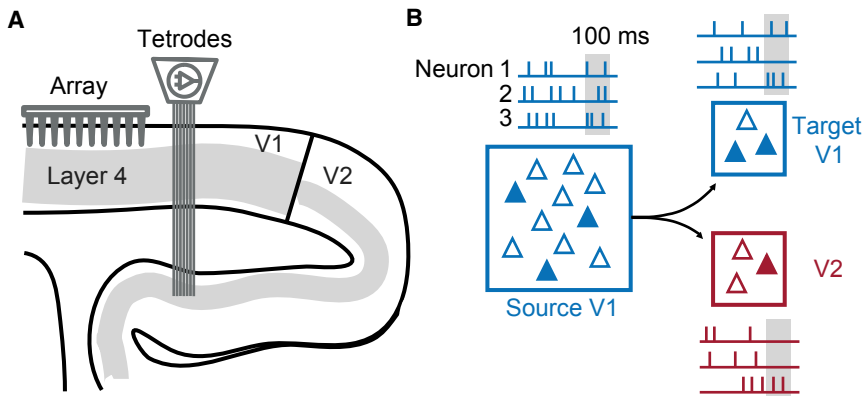 A
Tetrodes
Array
V1
V2
Layer 4
B
100 ms
Neuron 1
2
3
Target
V1
V2
Source V1